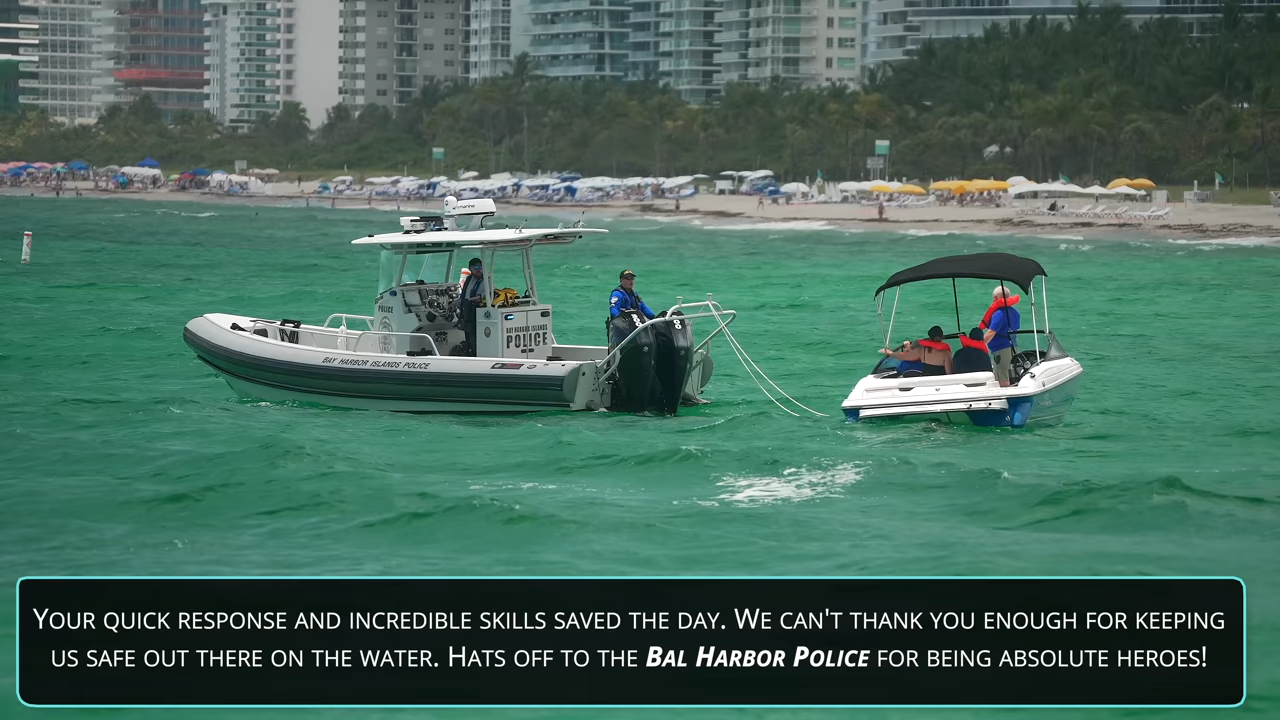 POLICE
BAY HARBOR ISLANDS
POLICE
BAY HARBOR ISLANDS POLICE
Your quick response and incredible skills saved the day. We can't thank you enough for keeping
us safe out there on the water. Hats off to the Bal Harbor Police for being absolute heroes!